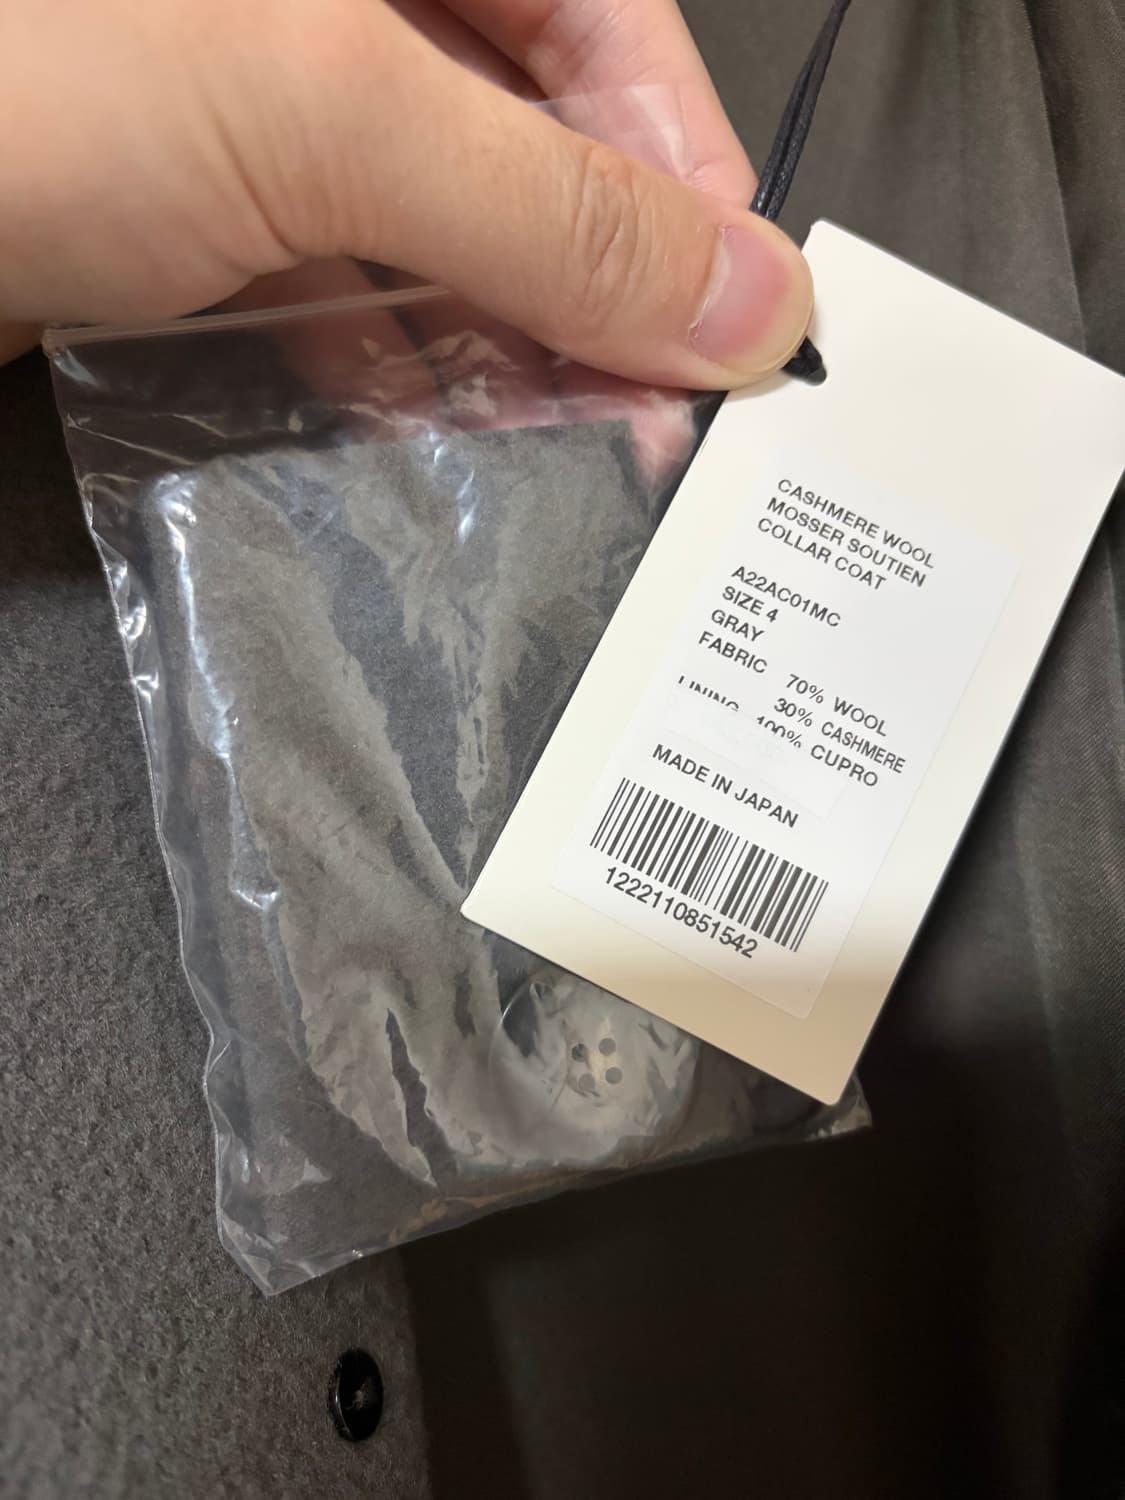 CASHMERE WOOL
MOSSER SOUTIEN
COLLAR COAT
A22AC01MC
SIZE 4
GRAY
FABRIC 70% WOOL
30% CASHMERE
LINING 100% CUPRO
MADE IN JAPAN
1222110851542